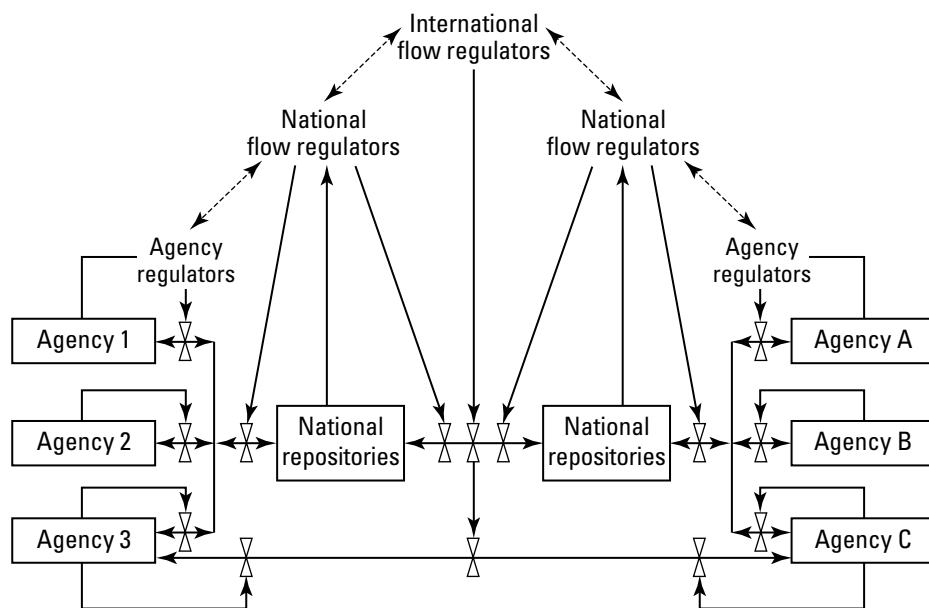 International
flow regulators
National
flow regulators
National
flow regulators
Agency
regulators
Agency
regulators
Agency 1
Agency A
Agency 2
National
repositories
National
repositories
Agency B
Agency 3
Agency C